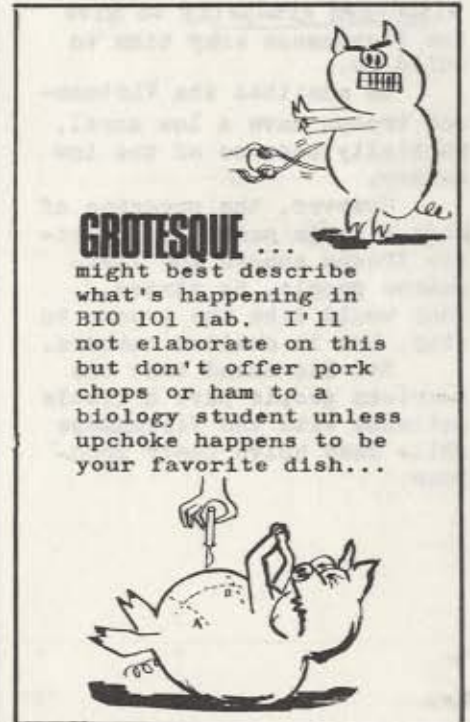 GROTESQUE ...
might best describe
what's happening in
BIO 101 lab. I'll
not elaborate on this
but don't offer pork
chops or ham to a
biology student unless
upchoke happens to be
your favorite dish...
A
B